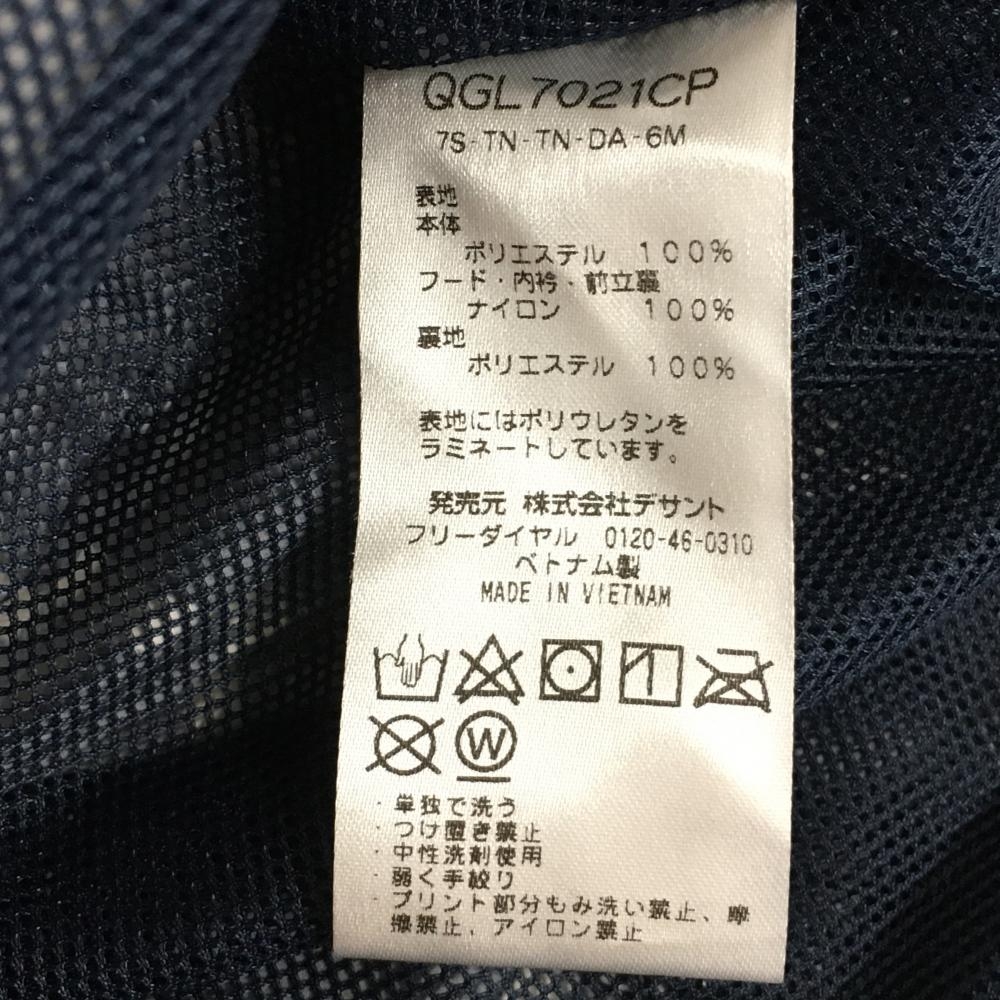 QGL7021CP
7S-TN-TN-DA-6M
表地
本体
ポリエステル 100%
フード・内衿・前立裏
ナイロン 100%
裏地
ポリエステル 100%
表地にはポリウレタンを
ラミネートしています。
発売元 株式会社デサント
フリーダイヤル 0120-46-0310
ベトナム製
MADE IN VIETNAM
W
・単独で洗う
・つけ置き禁止
・中性洗剤使用
・弱く手絞り
・プリント部分もみ洗い禁止、摩
擦禁止、アイロン禁止